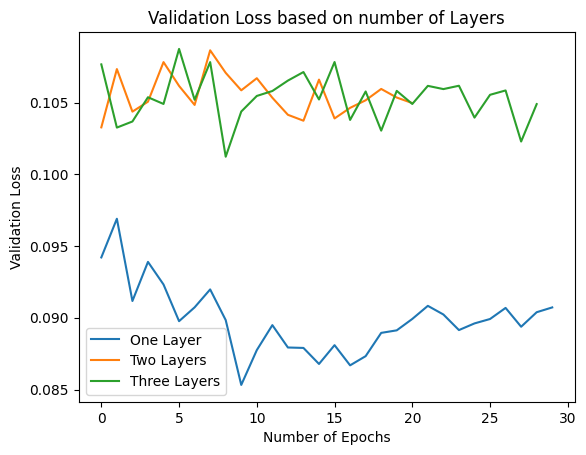 Validation Loss based on number of Layers
Validation Loss
0.105
0.100
0.095
0.090
0.085
One Layer
Two Layers
Three Layers
0 5 10 15 20 25 30
Number of Epochs